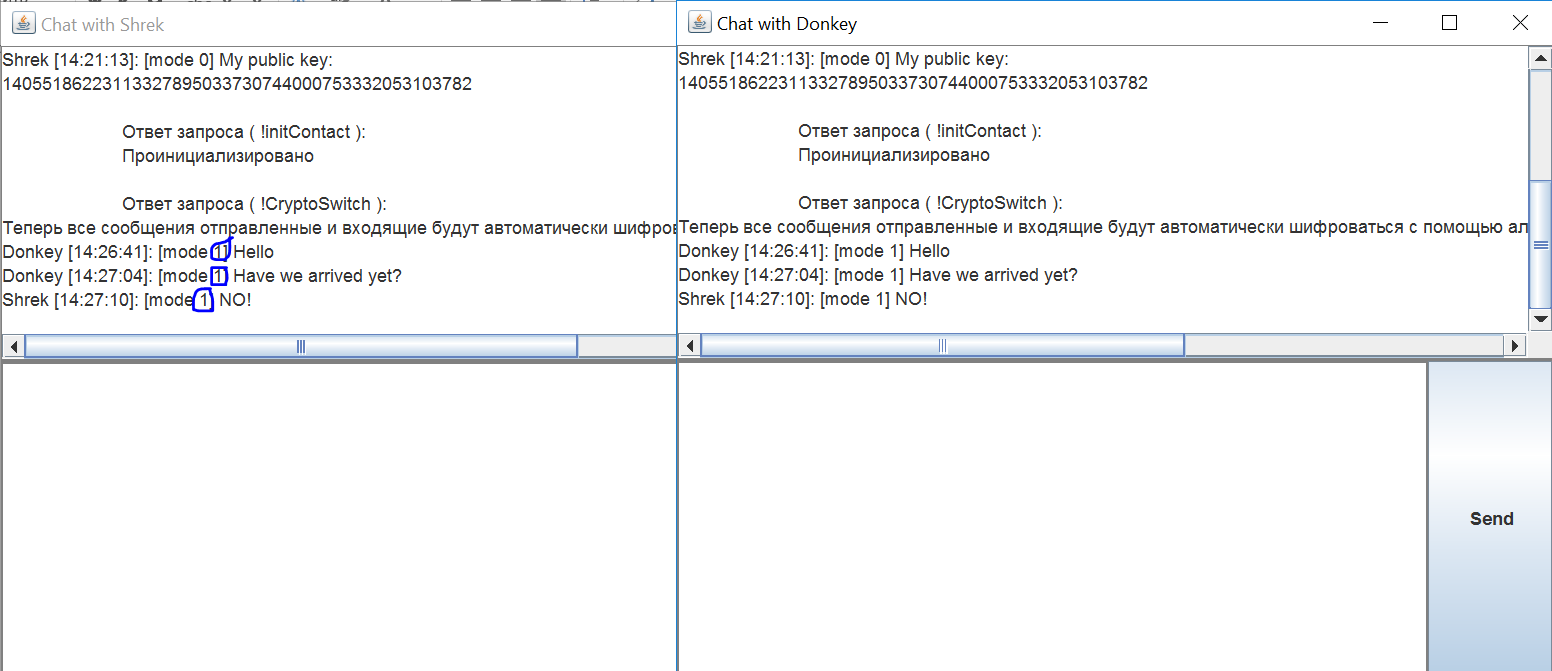 Chat with Shrek
Shrek [14:21:13]: [mode 0] My public key:
140551862231133278950337307440007533320531​03782
Ответ запроса ( !initContact ):
Проинициализировано
Ответ запроса ( !CryptoSwitch ):
Теперь все сообщения отправленные и входящие будут автоматически шифров
Donkey [14:26:41]: [mode 1] Hello
Donkey [14:27:04]: [mode 1] Have we arrived yet?
Shrek [14:27:10]: [mode 1] NO!
Chat with Donkey
Shrek [14:21:13]: [mode 0] My public key:
14055186223113327895033730744000753332053103782
Ответ запроса ( !initContact ):
Проинициализировано
Ответ запроса ( !CryptoSwitch ):
Теперь все сообщения отправленные и входящие будут автоматически шифроваться с помощью ал
Donkey [14:26:41]: [mode 1] Hello
Donkey [14:27:04]: [mode 1] Have we arrived yet?
Shrek [14:27:10]: [mode 1] NO!
Send